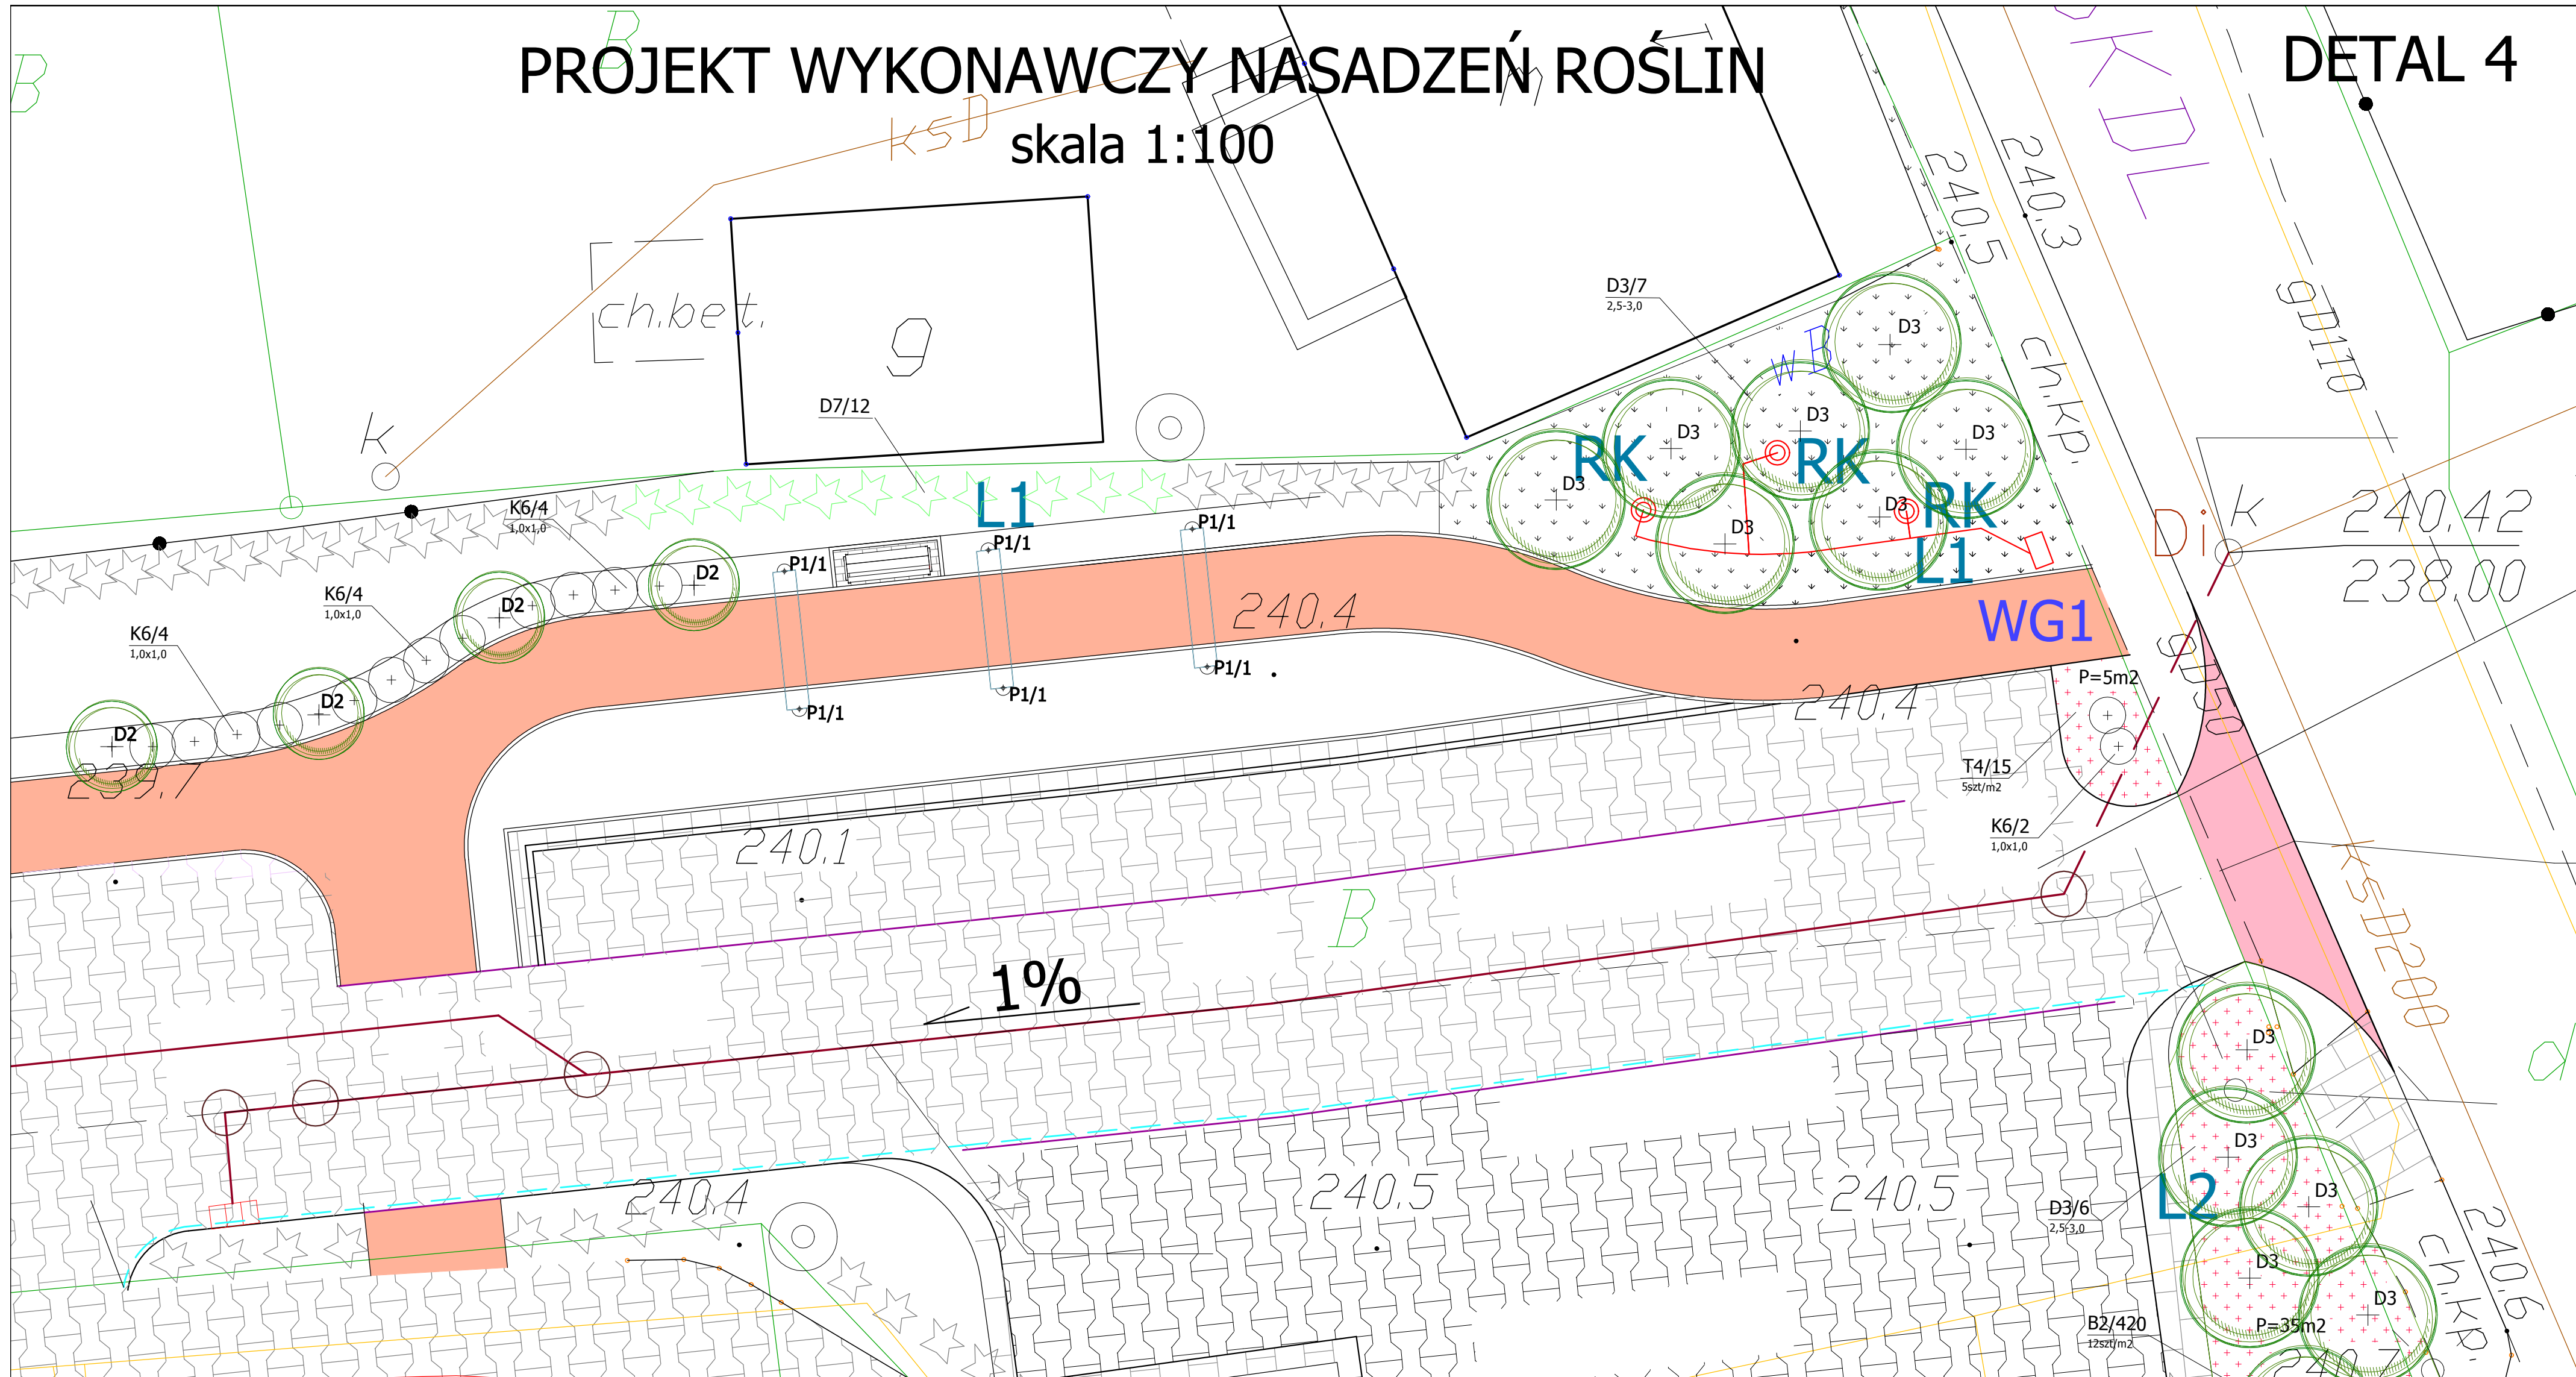 PROJEKT WYKONAWCZY NASADZEŃ ROŚLIN
DETAL 4
skala 1:100
B
B
ksD
KDL
240.5
240.3
ch.bet.
g
D3/7
2,5-3,0
D3
gD110
wB
D7/12
D3
D3
D3
ch.kp.
k
RK
RK
K6/4
1,0x1,0
L1
P1/1
P1/1
P1/1
D3
D3
D3
RK
L1
Di
k
240.42
238.00
D2
D2
K6/4
1,0x1,0
240.4
WG1
K6/4
1,0x1,0
D2
D2
P1/1
P1/1
P1/1
P=5m2
240.4
239.7
T4/15
5szt/m2
K6/2
1,0x1,0
240.1
B
ksD200
1%
D3
D3
240.4
240.5
240.5
L2
D3
D3/6
2,5-3,0
D3
240.6
ch.kp.
D3
B2/420
12szt/m2
P=35m2